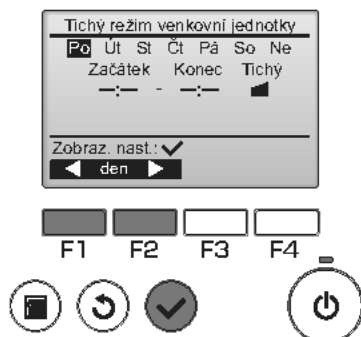 Tichý režim venkovní jednotky
Po Út St Čt Pá So Ne
Začátek Konec Tichý
--:-- - --:--
Zobraz. nast.: ✔
◀ den ▶
F1 F2 F3 F4